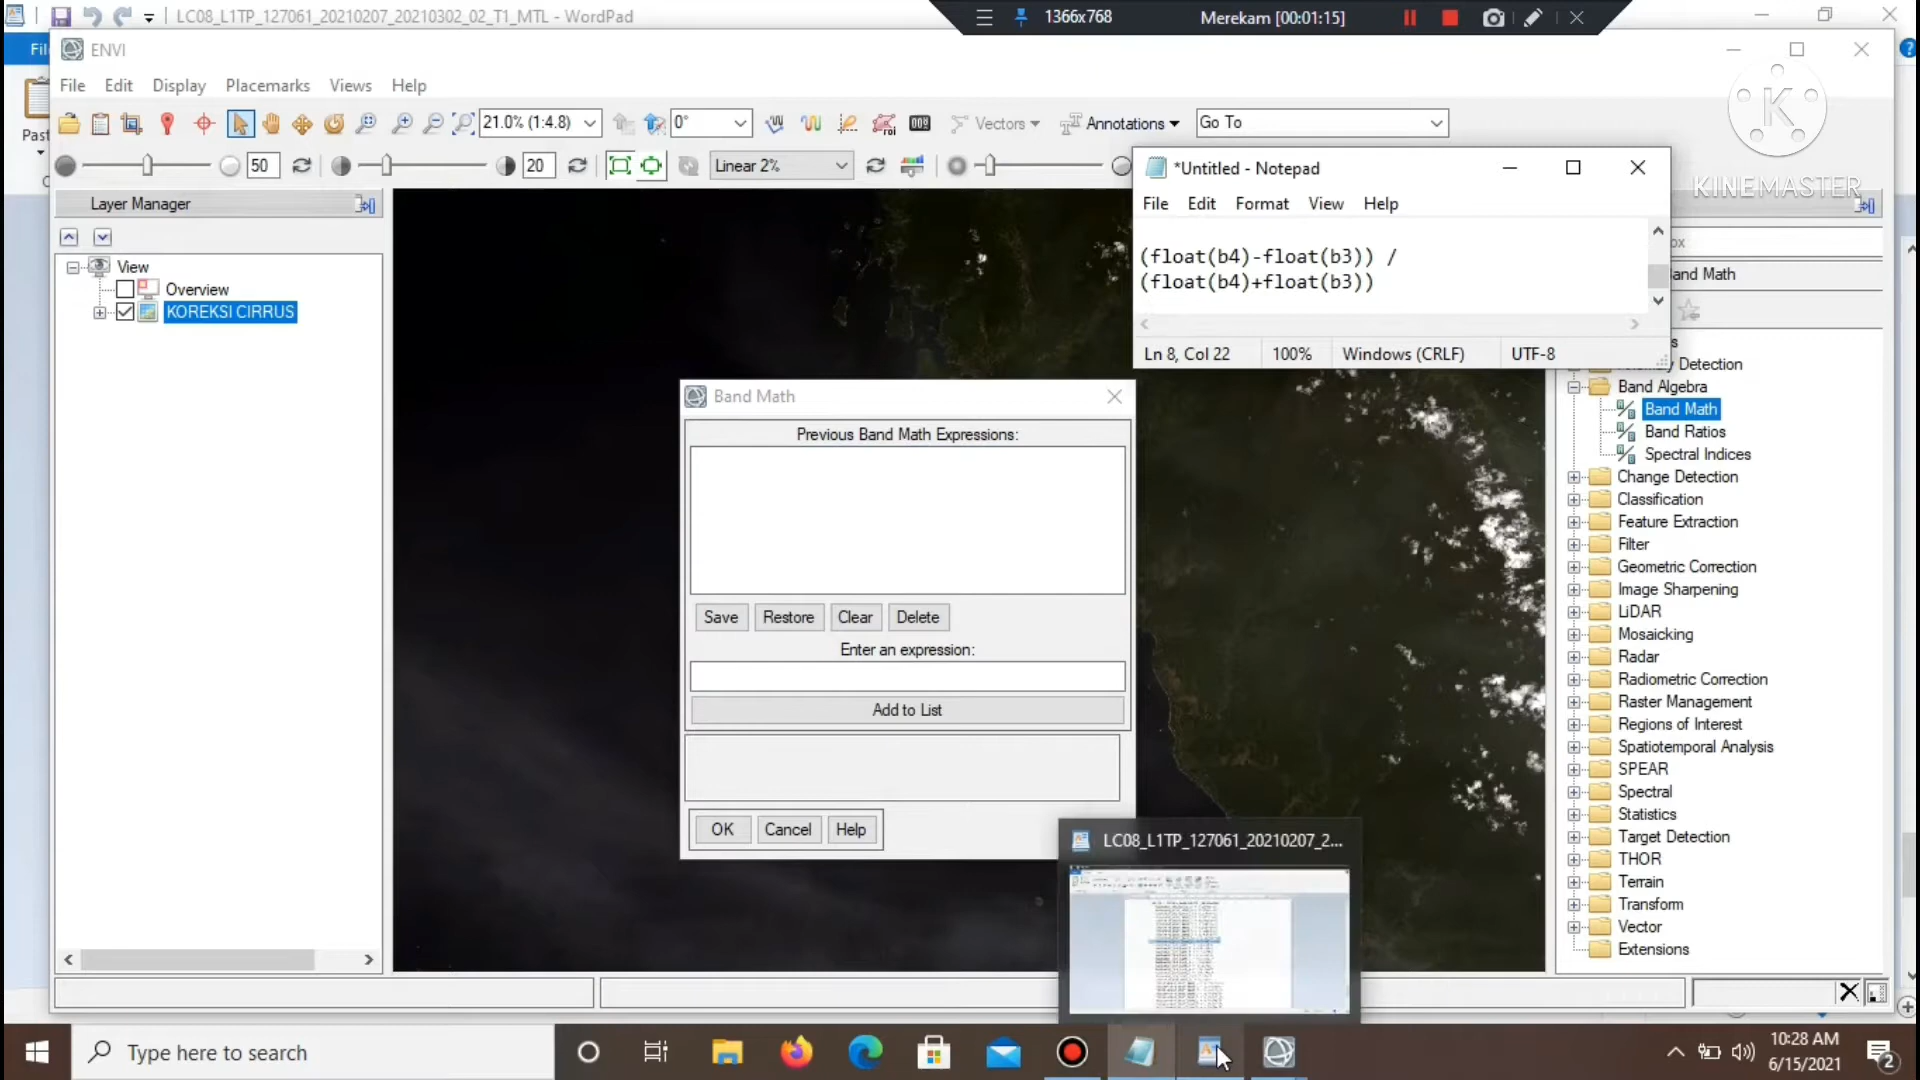 LC08_L1TP_127061_20210207_20210302_02_T1_MTL - WordPad
1366x768
Merekam [00:01:15]
ENVI
File Edit Display Placemarks Views Help
21.0% (1:4.8)
0°
Vectors
Annotations
Go To
50
20
Linear 2%
KINEMASTER
Layer Manager
View
Overview
KOREKSI CIRRUS
*Untitled - Notepad
File Edit Format View Help
(float(b4)-float(b3)) /
(float(b4)+float(b3))
Ln 8, Col 22
100%
Windows (CRLF)
UTF-8
Band Math
Previous Band Math Expressions:
Save
Restore
Clear
Delete
Enter an expression:
Add to List
OK
Cancel
Help
Detection
Band Algebra
Band Math
Band Ratios
Spectral Indices
Change Detection
Classification
Feature Extraction
Filter
Geometric Correction
Image Sharpening
LiDAR
Mosaicking
Radar
Radiometric Correction
Raster Management
Regions of Interest
Spatiotemporal Analysis
SPEAR
Spectral
Statistics
Target Detection
THOR
Terrain
Transform
Vector
Extensions
LC08_L1TP_127061_20210207_2...
Type here to search
10:28 AM
6/15/2021
2